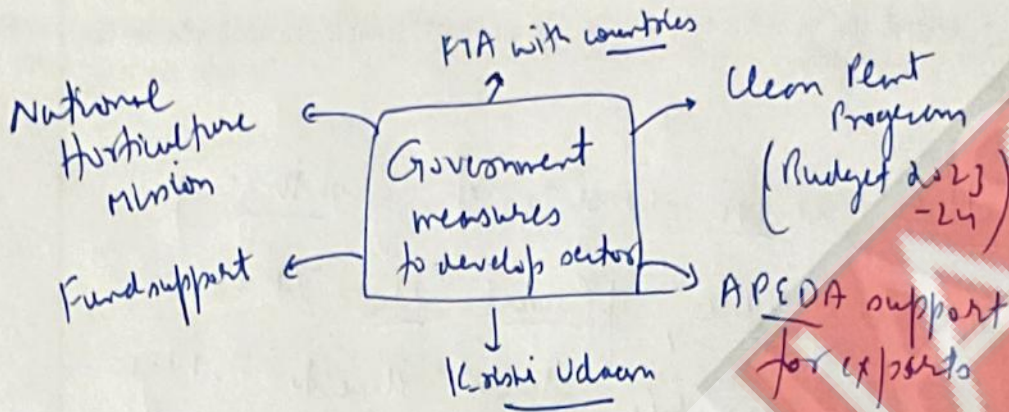 FTA with countries
National
Horticulture
Mission
Clean Plant
Program
(Budget 2023
-24)
Government
measures
to develop sector
Fund support
APEDA support
for exports
Krishi Udaan